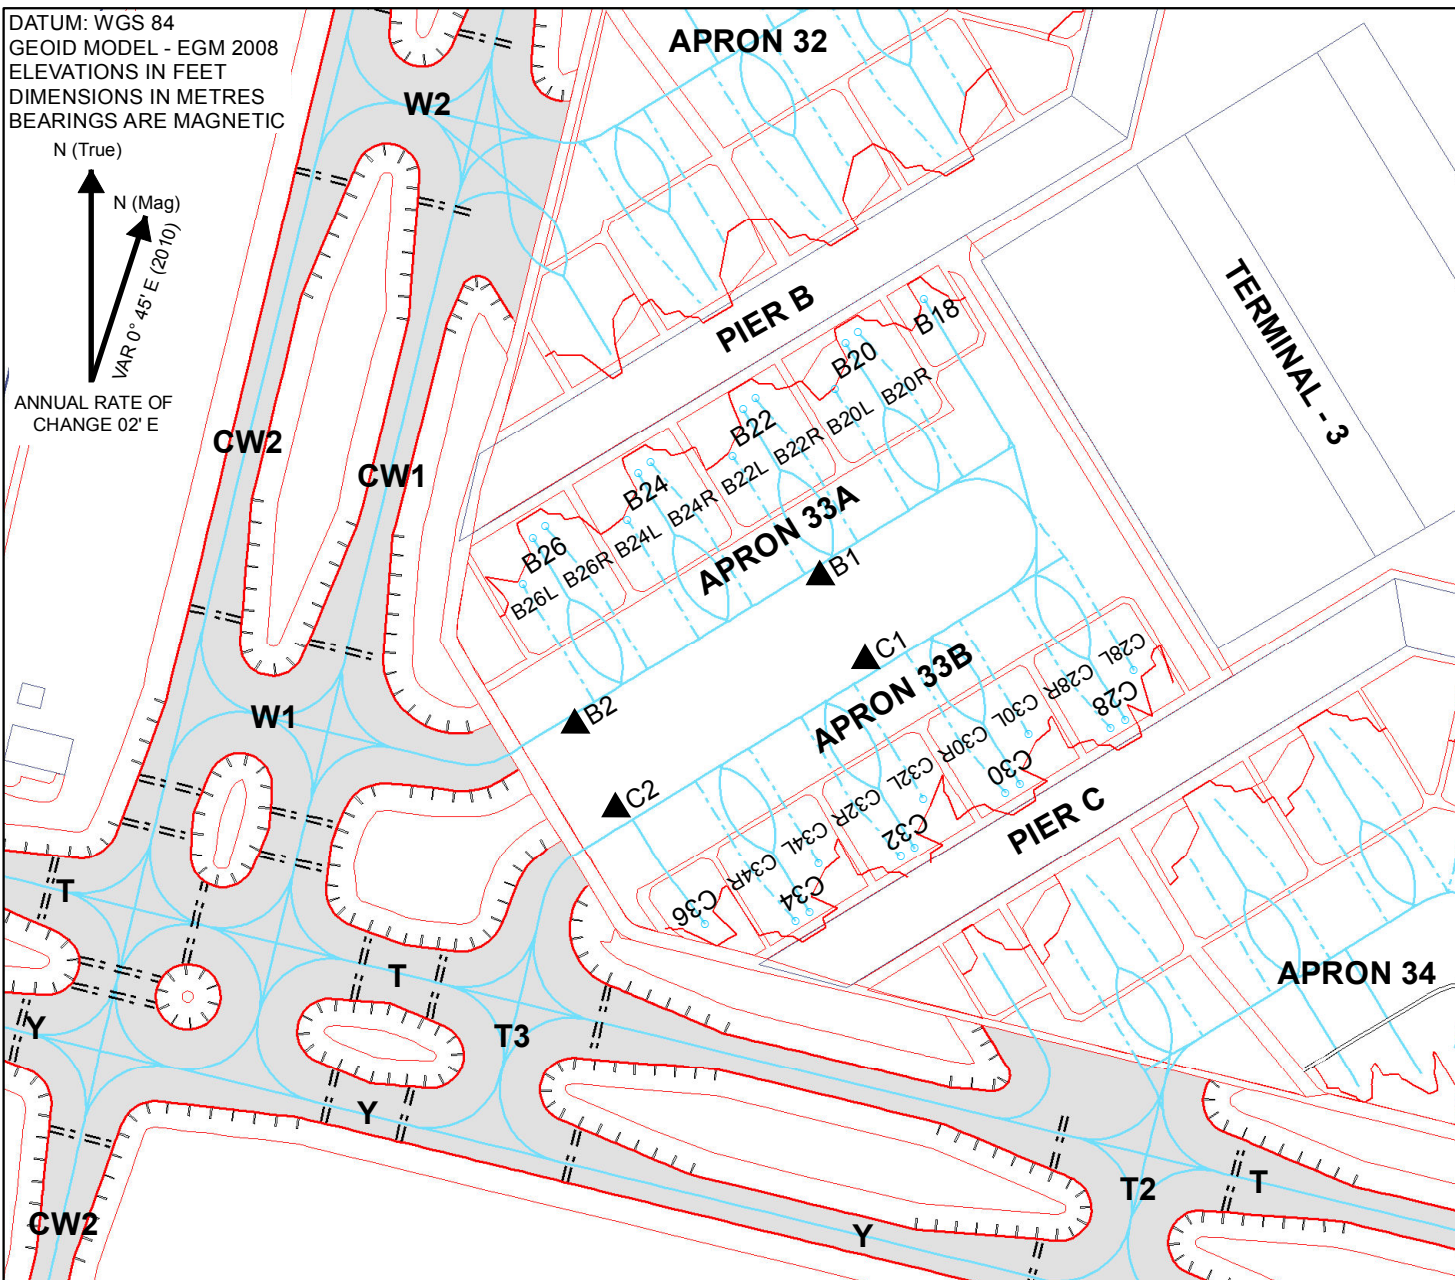 DATUM: WGS 84
GEOID MODEL - EGM 2008
ELEVATIONS IN FEET
DIMENSIONS IN METRES
BEARINGS ARE MAGNETIC
N (True)
N (Mag)
VAR 0° 45' E (2010)
ANNUAL RATE OF
CHANGE 02' E
APRON 32
W2
PIER B
TERMINAL - 3
CW2
CW1
B18
B20
B20R
B20L
B22
B22R
B22L
B24
B24R
B24L
B26
B26R
B26L
APRON 33A
B1
B2
C1
C2
APRON 33B
C28L
C28R
C28
C30L
C30R
C30
C32L
C32R
C32
C34L
C34R
C34
C36
PIER C
W1
T
T
Y
T3
Y
APRON 34
T2
T
Y
CW2